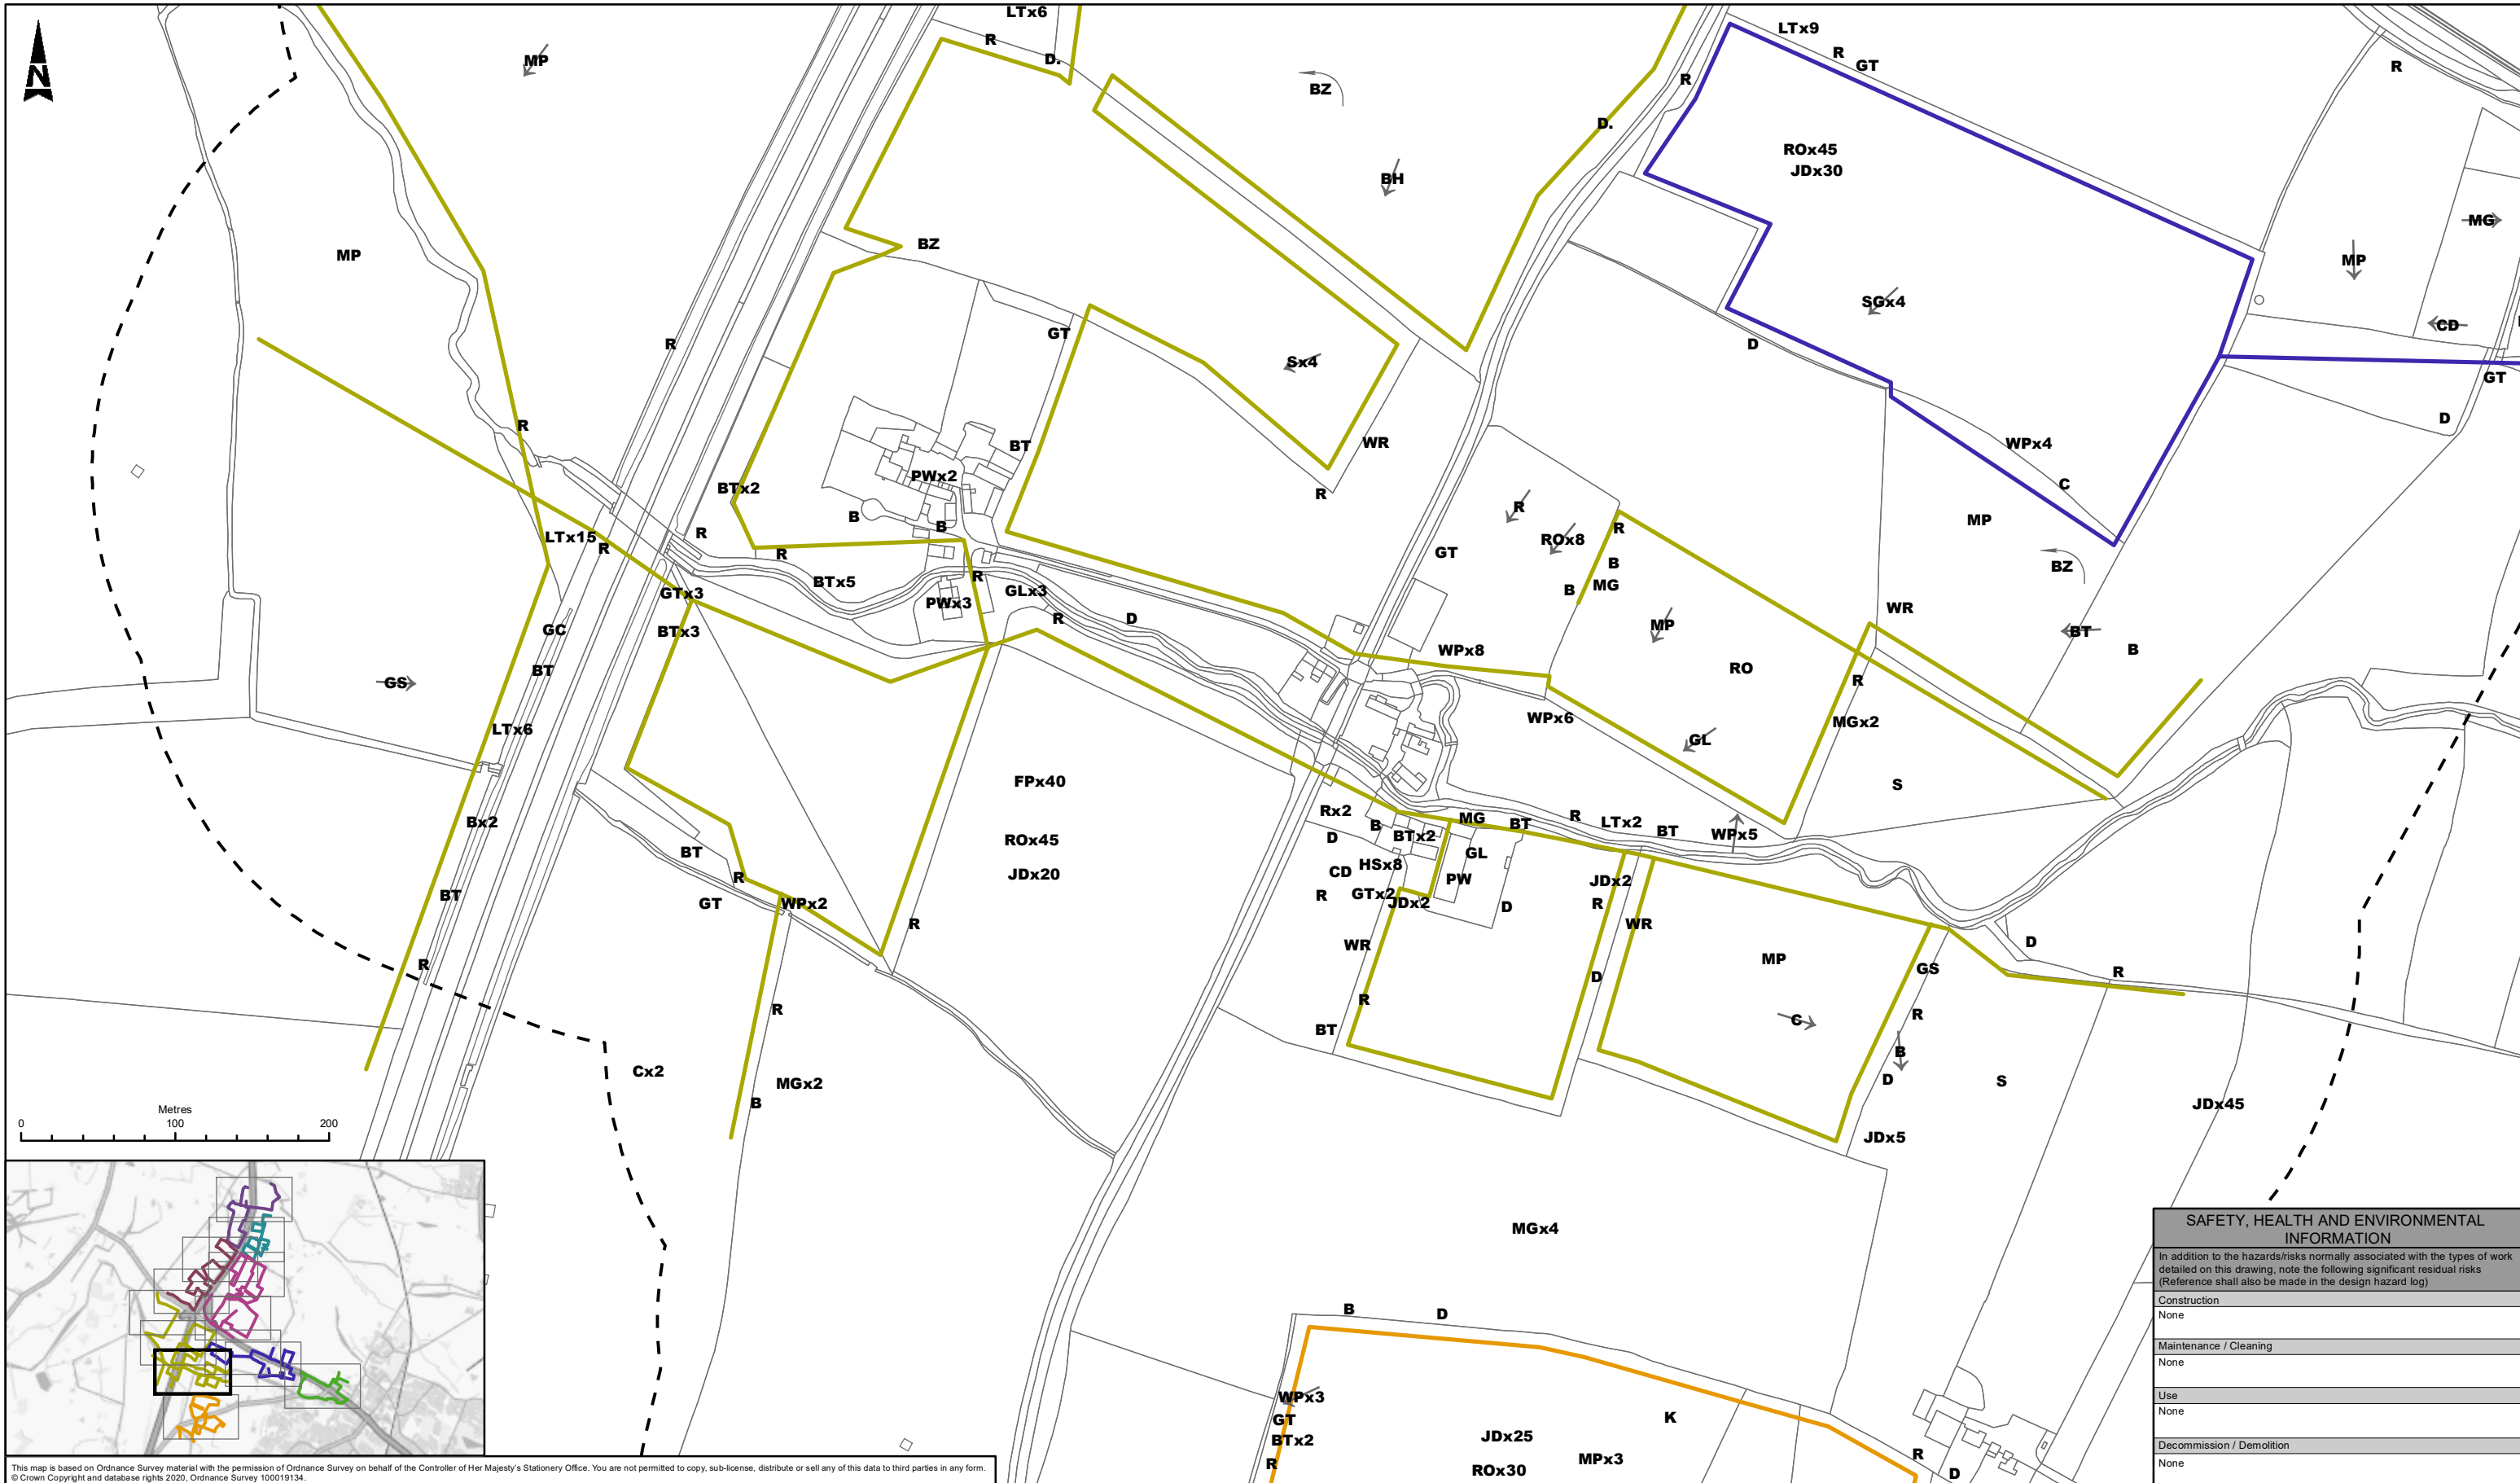 LTx6
LTx9
R
R
GT
D.
MP
R
R
BZ
D.
RO x45
JDx30
BH
MG
BZ
MP
MP
SGx4
CD
R
GT
D
Sx4
GT
D
R
WR
BT
WPx4
PWx2
C
BTx2
R
R
B
B
MP
R
R
LTx15
R
R
ROx8
GT
B
BZ
R
BTx5
B
MG
GTx3
PWx3
GLx3
WR
R
D
MP
GC
BTx3
BT
WPx8
B
BT
RO
R
GS
LTx6
WPx6
MGx2
GL
FPx40
S
Rx2
Bx2
MG
R
LTx2
B
BT
BT
WPx5
D
BTx2
ROx45
BT
GL
HSx8
JDx20
CD
R
PW
JDx2
BT
R
GTx2
GT
WPx2
JDx2
R
D
R
WR
WR
D
MP
R
GS
D
R
R
R
R
C
BT
B
Cx2
MGx2
D
S
B
JDx45
JDx5
MGx4
B
D
WPx3
GT
K
BTx2
JDx25
R
MPx3
ROx30
R
D
N
Metres
0
100
200
SAFETY, HEALTH AND ENVIRONMENTAL
INFORMATION
In addition to the hazards/risks normally associated with the types of work
detailed on this drawing, note the following significant residual risks
(Reference shall also be made in the design hazard log)
Construction
None
Maintenance / Cleaning
None
Use
None
Decommission / Demolition
None
This map is based on Ordnance Survey material with the permission of Ordnance Survey on behalf of the Controller of Her Majesty's Stationery Office. You are not permitted to copy, sub-license, distribute or sell any of this data to third parties in any form.
© Crown Copyright and database rights 2020, Ordnance Survey 100019134.